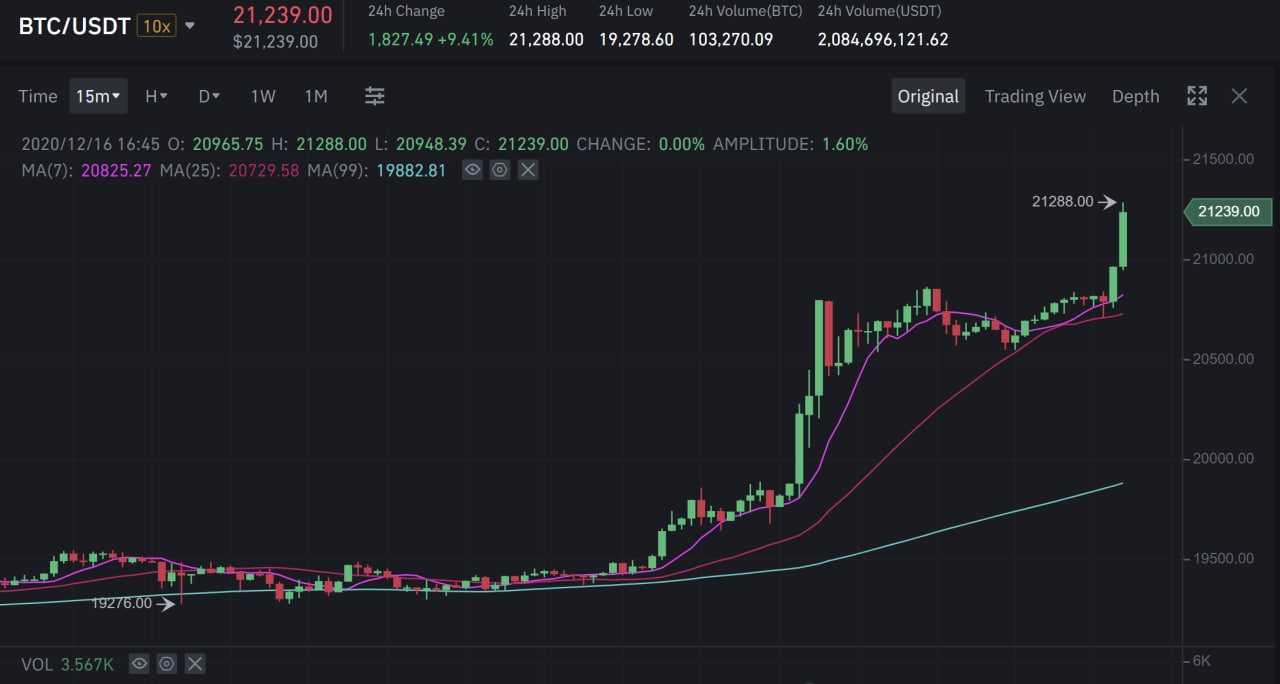 BTC/USDT 10x
21,239.00
$21,239.00
24h Change
1,827.49 +9.41%
24h High
21,288.00
24h Low
19,278.60
24h Volume(BTC)
103,270.09
24h Volume(USDT)
2,084,696,121.62
Time 15m H D 1W 1M
Original Trading View Depth
2020/12/16 16:45 O: 20965.75 H: 21288.00 L: 20948.39 C: 21239.00 CHANGE: 0.00% AMPLITUDE: 1.60%
MA(7): 20825.27 MA(25): 20729.58 MA(99): 19882.81
21500.00
21288.00
21239.00
21000.00
20500.00
20000.00
19500.00
19276.00
VOL 3.567K
6K